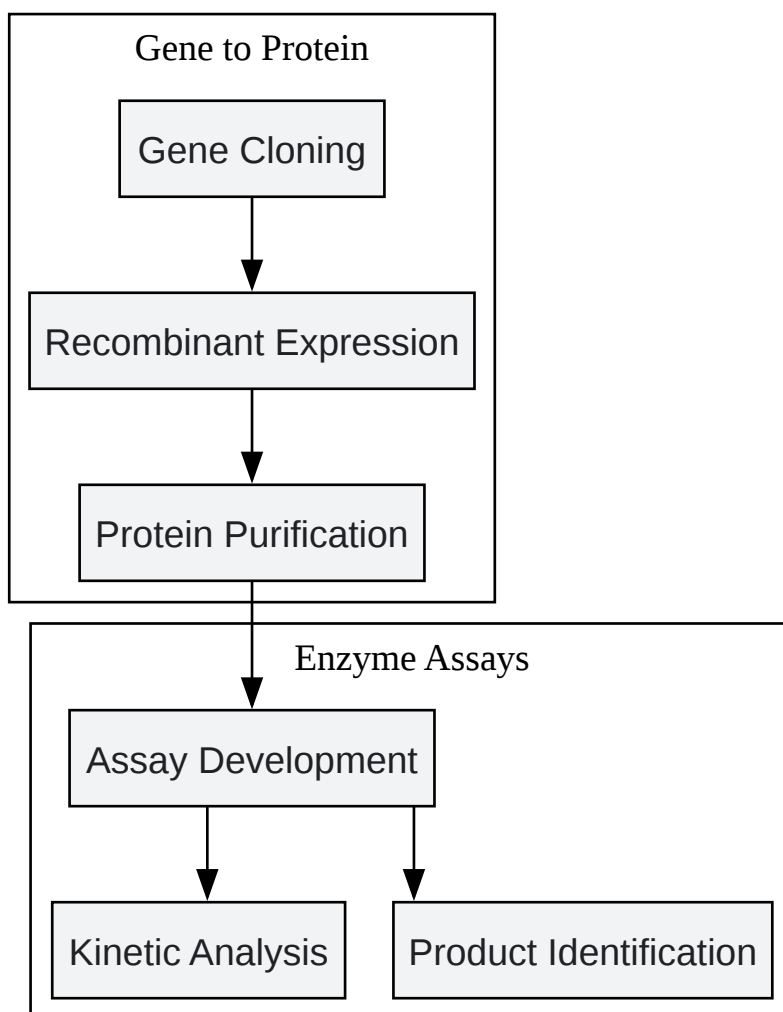 Gene to Protein
Gene Cloning
Recombinant Expression
Protein Purification
Enzyme Assays
Assay Development
Kinetic Analysis
Product Identification